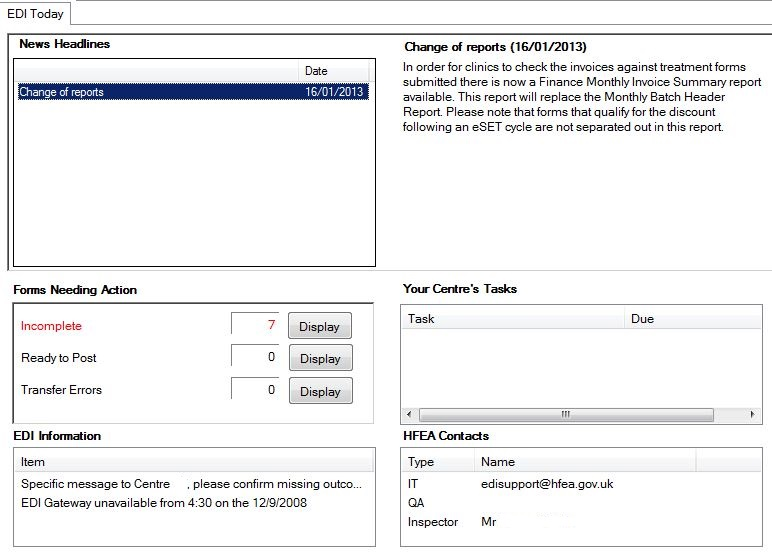 EDI Today
News Headlines
Date
Change of reports 16/01/2013
Change of reports (16/01/2013)
In order for clinics to check the invoices against treatment forms
submitted there is now a Finance Monthly Invoice Summary report
available. This report will replace the Monthly Batch Header
Report. Please note that forms that qualify for the discount
following an eSET cycle are not separated out in this report.
Forms Needing Action
Incomplete 7 Display
Ready to Post 0 Display
Transfer Errors 0 Display
Your Centre's Tasks
Task Due
EDI Information
Item
Specific message to Centre , please confirm missing outco...
EDI Gateway unavailable from 4:30 on the 12/9/2008
HFEA Contacts
Type Name
IT edisupport@hfea.gov.uk
QA
Inspector Mr